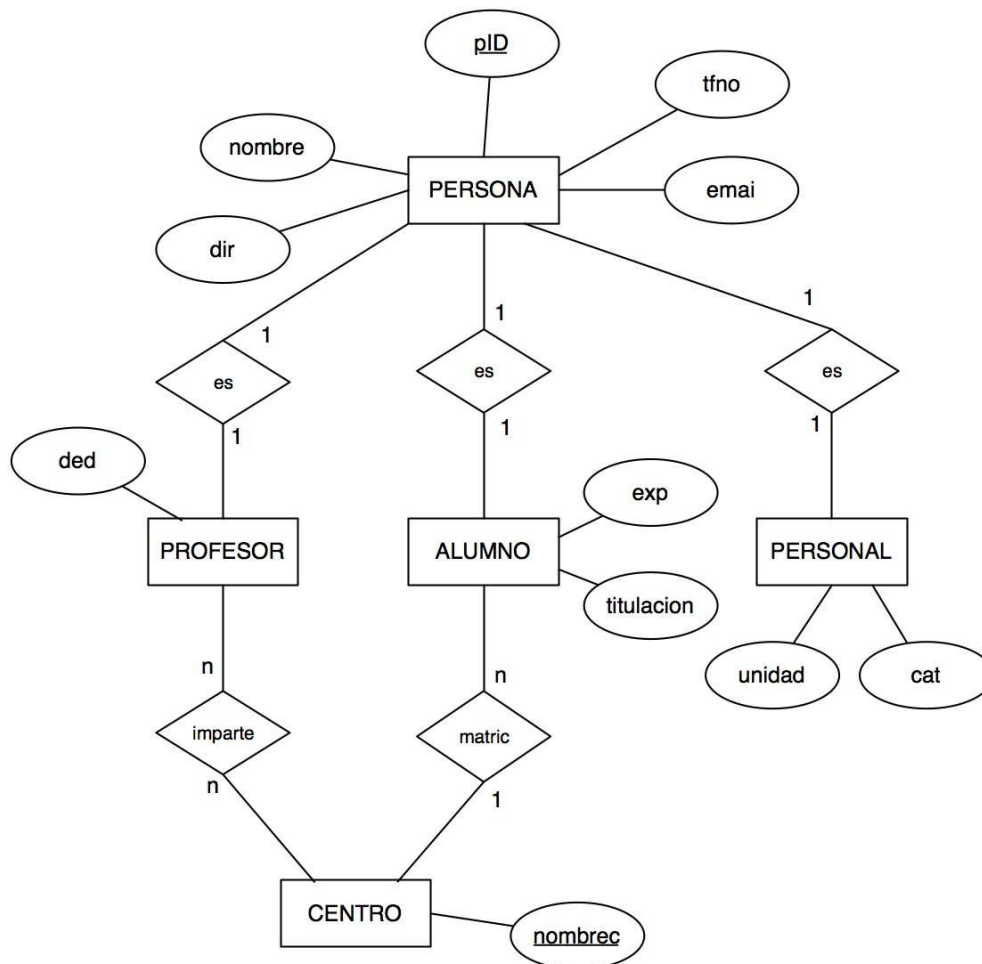 pID
tfno
nombre
PERSONA
emai
dir
1
1
1
es
es
es
1
1
1
ded
exp
PROFESOR
ALUMNO
PERSONAL
titulacion
unidad
cat
n
n
imparte
matric
n
1
CENTRO
nombrec